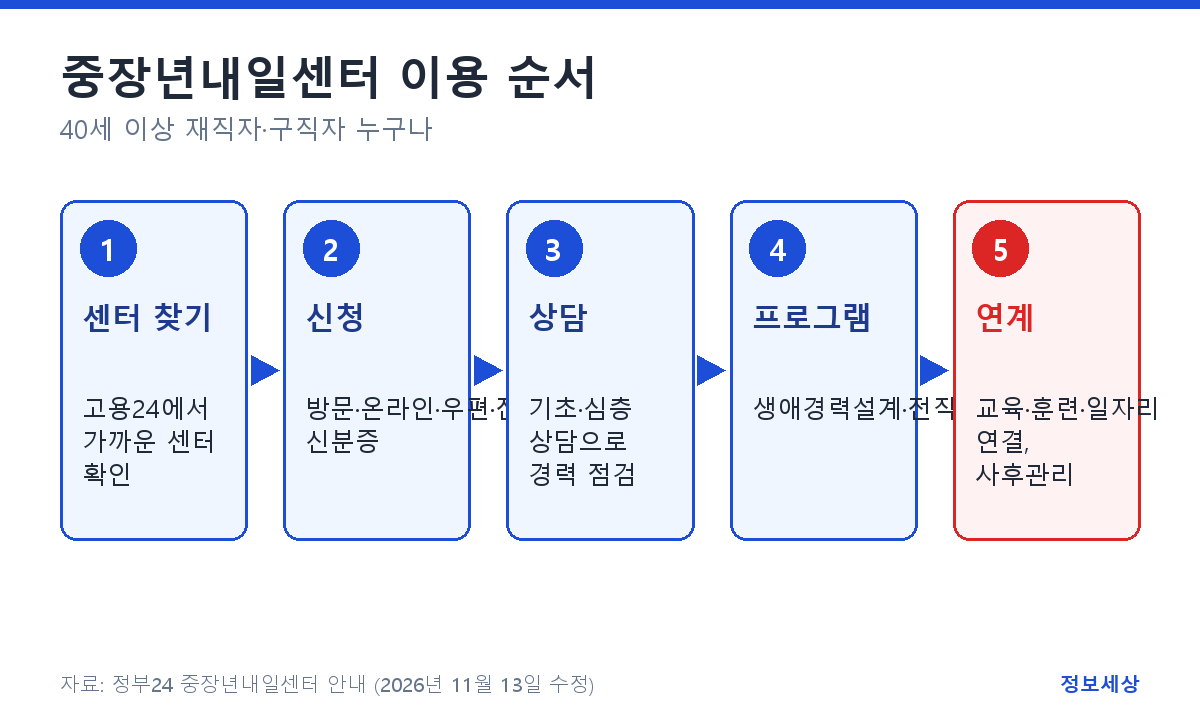 중장년내일센터 이용 순서
40세 이상 재직자·구직자 누구나
1
센터 찾기
고용24에서
가까운 센터
확인
2
신청
방문·온라인·우편·
신분증
3
상담
기초·심층
상담으로
경력 점검
4
프로그램
생애경력설계·전직
5
연계
교육·훈련·일자리
연결,
사후관리
자료: 정부24 중장년내일센터 안내 (2026년 11월 13일 수정)
정보세상